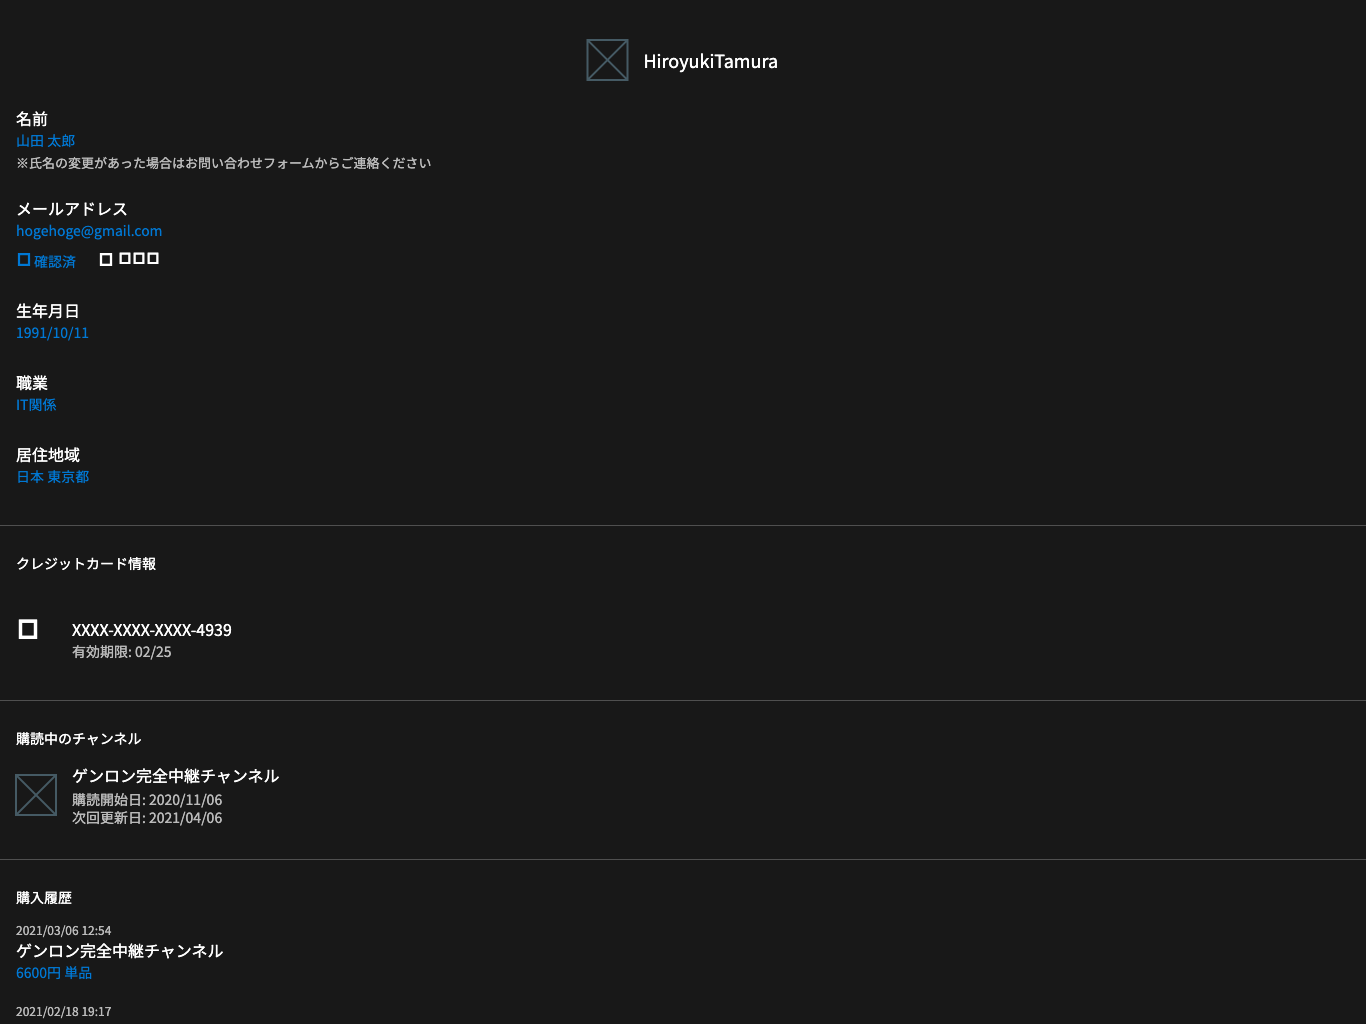 HiroyukiTamura
名前
山田 太郎
※氏名の変更があった場合はお問い合わせフォームからご連絡ください
メールアドレス
hogehoge@gmail.com
確認済
生年月日
1991/10/11
職業
IT関係
居住地域
日本 東京都
クレジットカード情報
XXXX-XXXX-XXXX-4939
有効期限: 02/25
購読中のチャンネル
ゲンロン完全中継チャンネル
購読開始日: 2020/11/06
次回更新日: 2021/04/06
購入履歴
2021/03/06 12:54
ゲンロン完全中継チャンネル
6600円 単品
2021/02/18 19:17